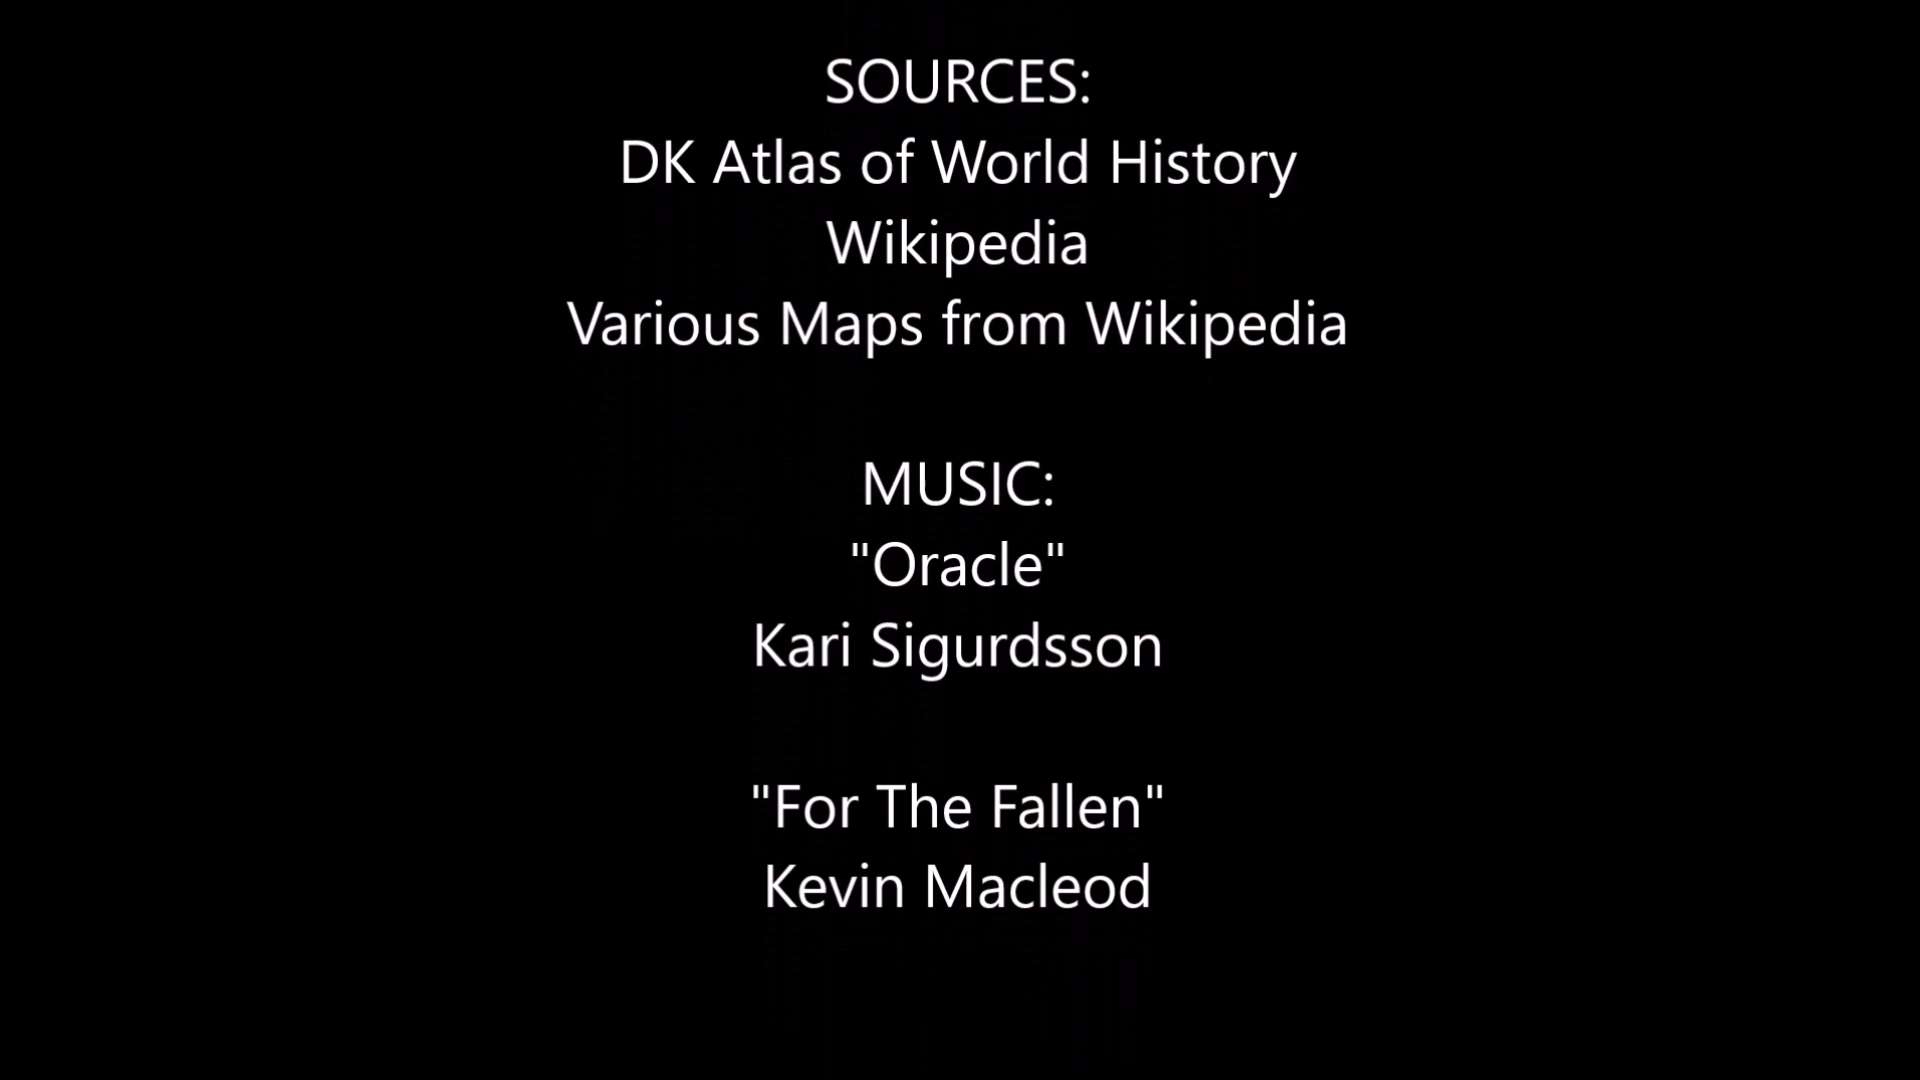 SOURCES:
DK Atlas of World History
Wikipedia
Various Maps from Wikipedia
MUSIC:
"Oracle"
Kari Sigurdsson
"For The Fallen"
Kevin Macleod